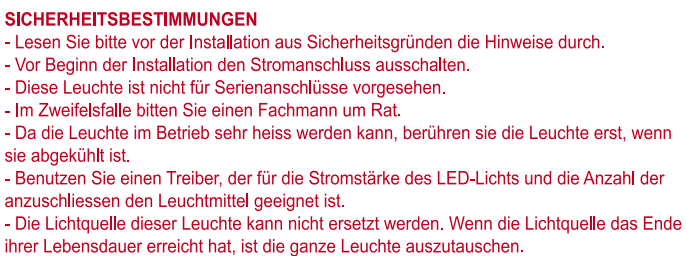 SICHERHEITSBESTIMMUNGEN
- Lesen Sie bitte vor der Installation aus Sicherheitsgründen die Hinweise durch.
- Vor Beginn der Installation den Stromanschluss ausschalten.
- Diese Leuchte ist nicht für Serienanschlüsse vorgesehen.
- Im Zweifelsfalle bitten Sie einen Fachmann um Rat.
- Da die Leuchte im Betrieb sehr heiss werden kann, berühren sie die Leuchte erst, wenn
sie abgekühlt ist.
- Benutzen Sie einen Treiber, der für die Stromstärke des LED-Lichts und die Anzahl der
anzuschliessen den Leuchtmittel geeignet ist.
- Die Lichtquelle dieser Leuchte kann nicht ersetzt werden. Wenn die Lichtquelle das Ende
ihrer Lebensdauer erreicht hat, ist die ganze Leuchte auszutauschen.